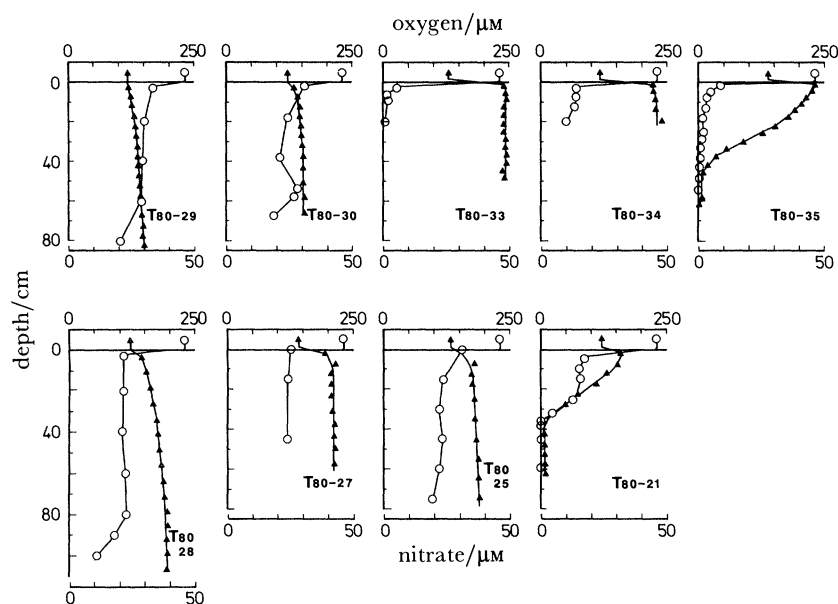 oxygen/µM
0 250 0 250 0 250 0 250 0 250
0
40
80
T80-29
T80-30
T80-33
T80-34
T80-35
0 50 0 50 0 50 0 50 0 50
depth/cm
0 250 0 250 0 250 0 250
0
40
80
T80
28
T80-27
T80
25
T80-21
0 50 0 50 0 50
0 50
nitrate/µM